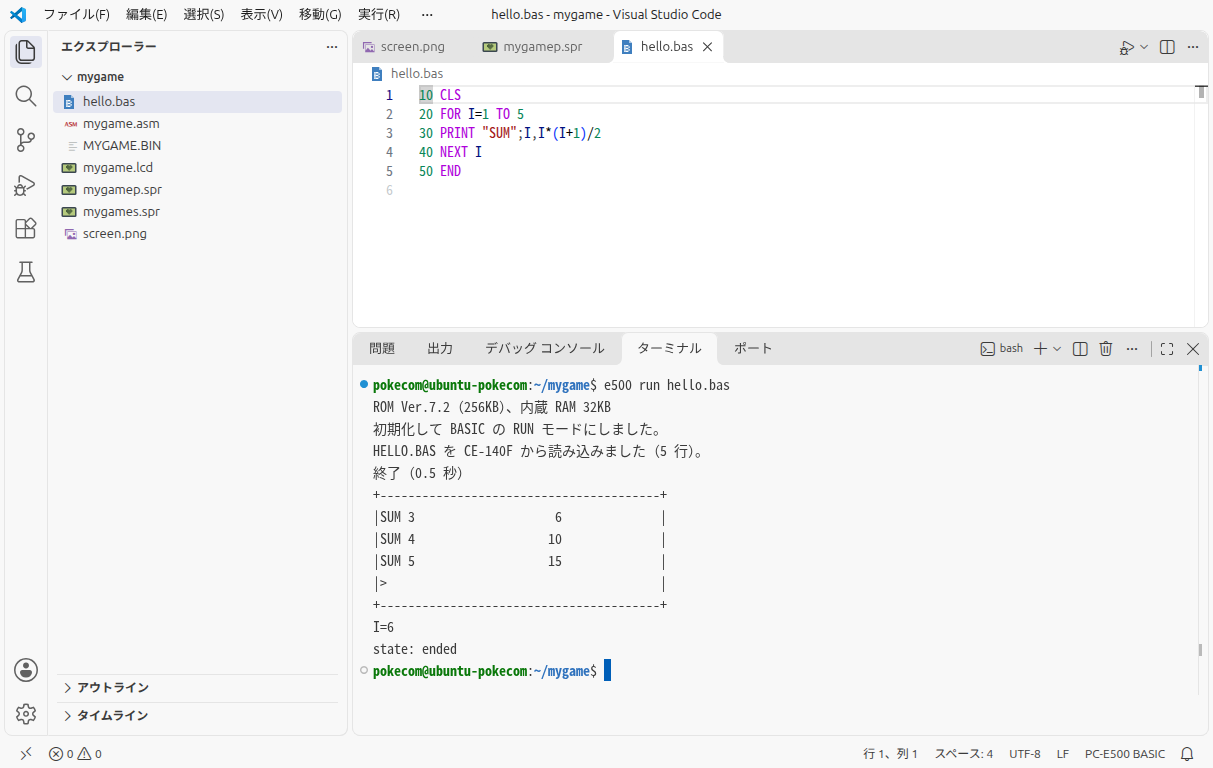 ファイル(F) 編集(E) 選択(S) 表示(V) 移動(G) 実行(R) ··· hello.bas - mygame - Visual Studio Code
エクスプローラー ···
mygame
hello.bas
ASM mygame.asm
MYGAME.BIN
mygame.lcd
mygamep.spr
mygames.spr
screen.png
アウトライン
タイムライン
screen.png mygamep.spr hello.bas
hello.bas
1 10 CLS
2 20 FOR I=1 TO 5
3 30 PRINT "SUM";I,I*(I+1)/2
4 40 NEXT I
5 50 END
6
問題 出力 デバッグ コンソール ターミナル ポート bash
pokecom@ubuntu-pokecom:~/mygame$ e500 run hello.bas
ROM Ver.7.2 (256KB)、内蔵 RAM 32KB
初期化して BASIC の RUN モードにしました。
HELLO.BAS を CE-140F から読み込みました (5 行)。
終了 (0.5 秒)
+----------------------------------------+
|SUM 3                    6              |
|SUM 4                   10              |
|SUM 5                   15              |
|>                                       |
+----------------------------------------+
I=6
state: ended
pokecom@ubuntu-pokecom:~/mygame$
0 0 行 1、列 1 スペース: 4 UTF-8 LF PC-E500 BASIC